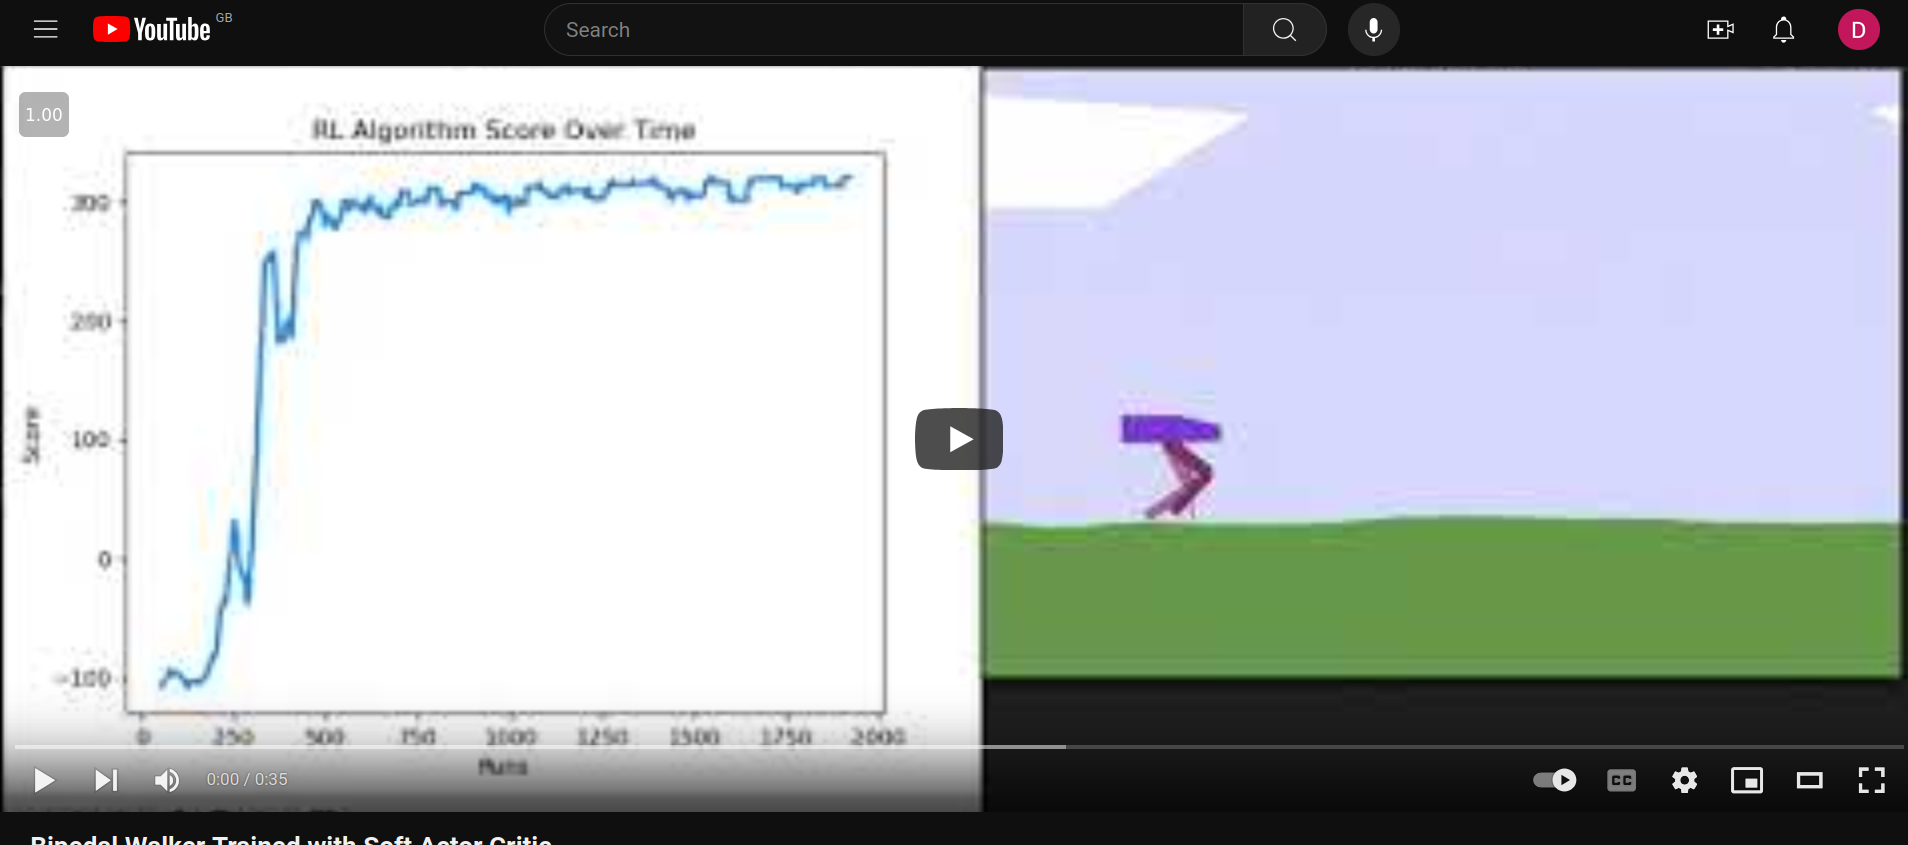 YouTube GB
Search
D
1.00
RL Algorithm Score Over Time
300
200
100
0
-100
Score
0 250 500 750 1000 1250 1500 1750 2000
Runs
0:00 / 0:35
CC
Bipedal Walker Trained with Soft Actor Critic